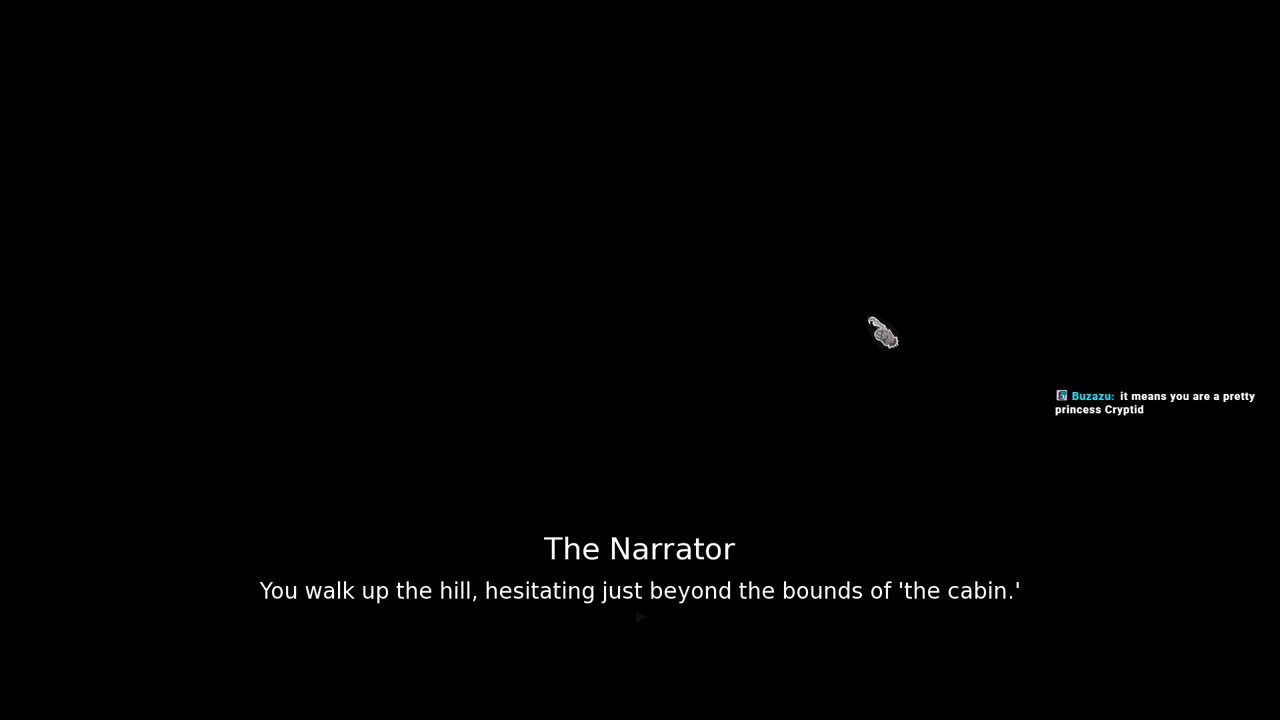 Buzazu: it means you are a pretty
princess Cryptid
The Narrator
You walk up the hill, hesitating just beyond the bounds of 'the cabin.'